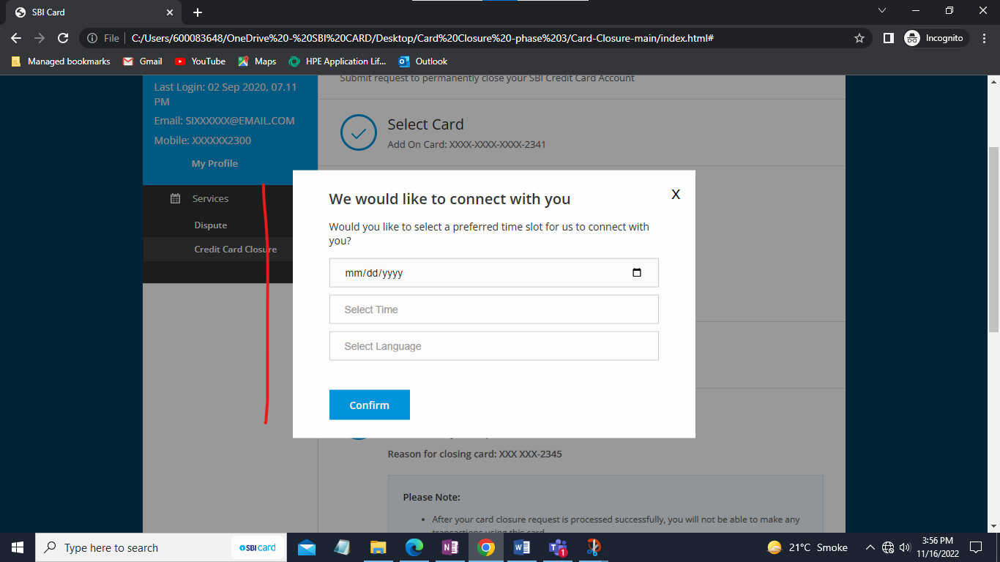 SBI Card
File
C:/Users/600083648/OneDrive%20-%20SBI%20CARD/Desktop/Card%20Closure%20-phase%203/Card-Closure-main/index.html#
Incognito
Managed bookmarks
Gmail
YouTube
Maps
HPE Application Lif...
Outlook
Submit request to permanently close your SBI Credit Card Account
Last Login: 02 Sep 2020, 07.11
PM
Email: SIXXXXXX@EMAIL.COM
Mobile: XXXXXX2300
My Profile
Services
Dispute
Credit Card Closure
Select Card
Add On Card: XXXX-XXXX-XXXX-2341
We would like to connect with you
X
Would you like to select a preferred time slot for us to connect with
you?
mm/dd/yyyy
Select Time
Select Language
Confirm
Reason for closing card: XXX XXX-2345
Please Note:
• After your card closure request is processed successfully, you will not be able to make any
transactions using this card
Type here to search
SBI card
1
21°C Smoke
3:56 PM
11/16/2022